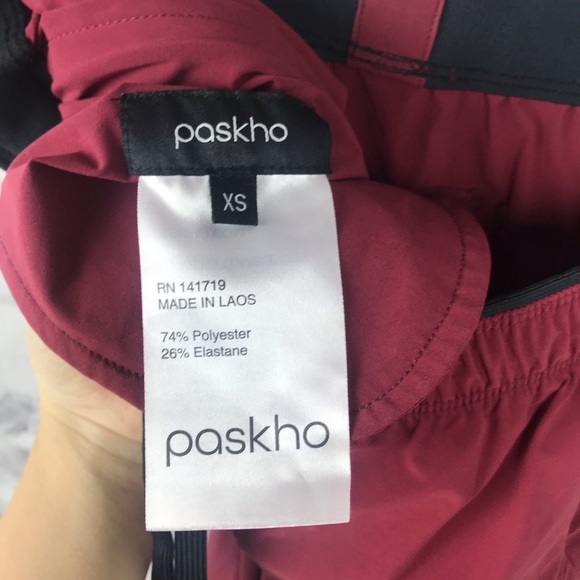 paskho
XS
RN 141719
MADE IN LAOS
74% Polyester
26% Elastane
paskho